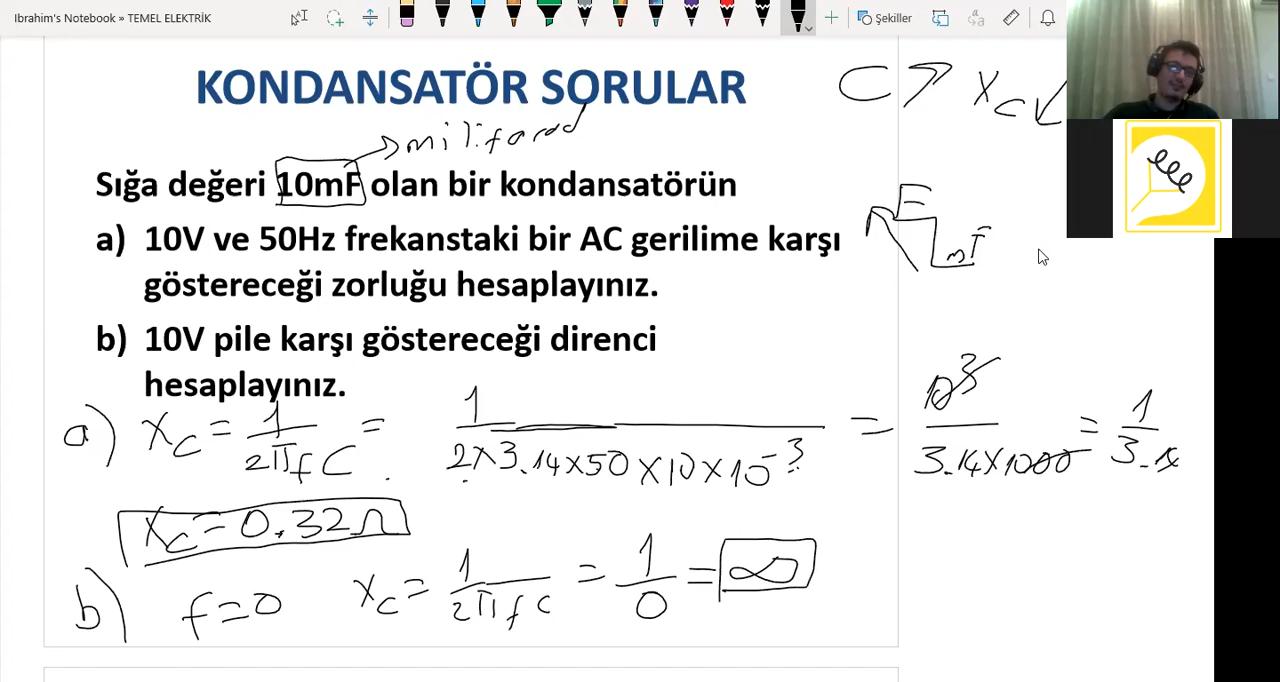 Ibrahim's Notebook » TEMEL ELEKTRİK
Şekiller
KONDANSATÖR SORULAR
C ↗ Xc ↙
→ milifarad
Sığa değeri 10mF olan bir kondansatörün
a) 10V ve 50Hz frekanstaki bir AC gerilime karşı
göstereceği zorluğu hesaplayınız.
F
mF
b) 10V pile karşı göstereceği direnci
hesaplayınız.
a) Xc = 1/2πfC = 1/2×3.14×50×10×10⁻³ = 10³/3.14×1000 = 1/3.14
Xc = 0.32Ω
b) f=0 Xc = 1/2πfC = 1/0 = ∞